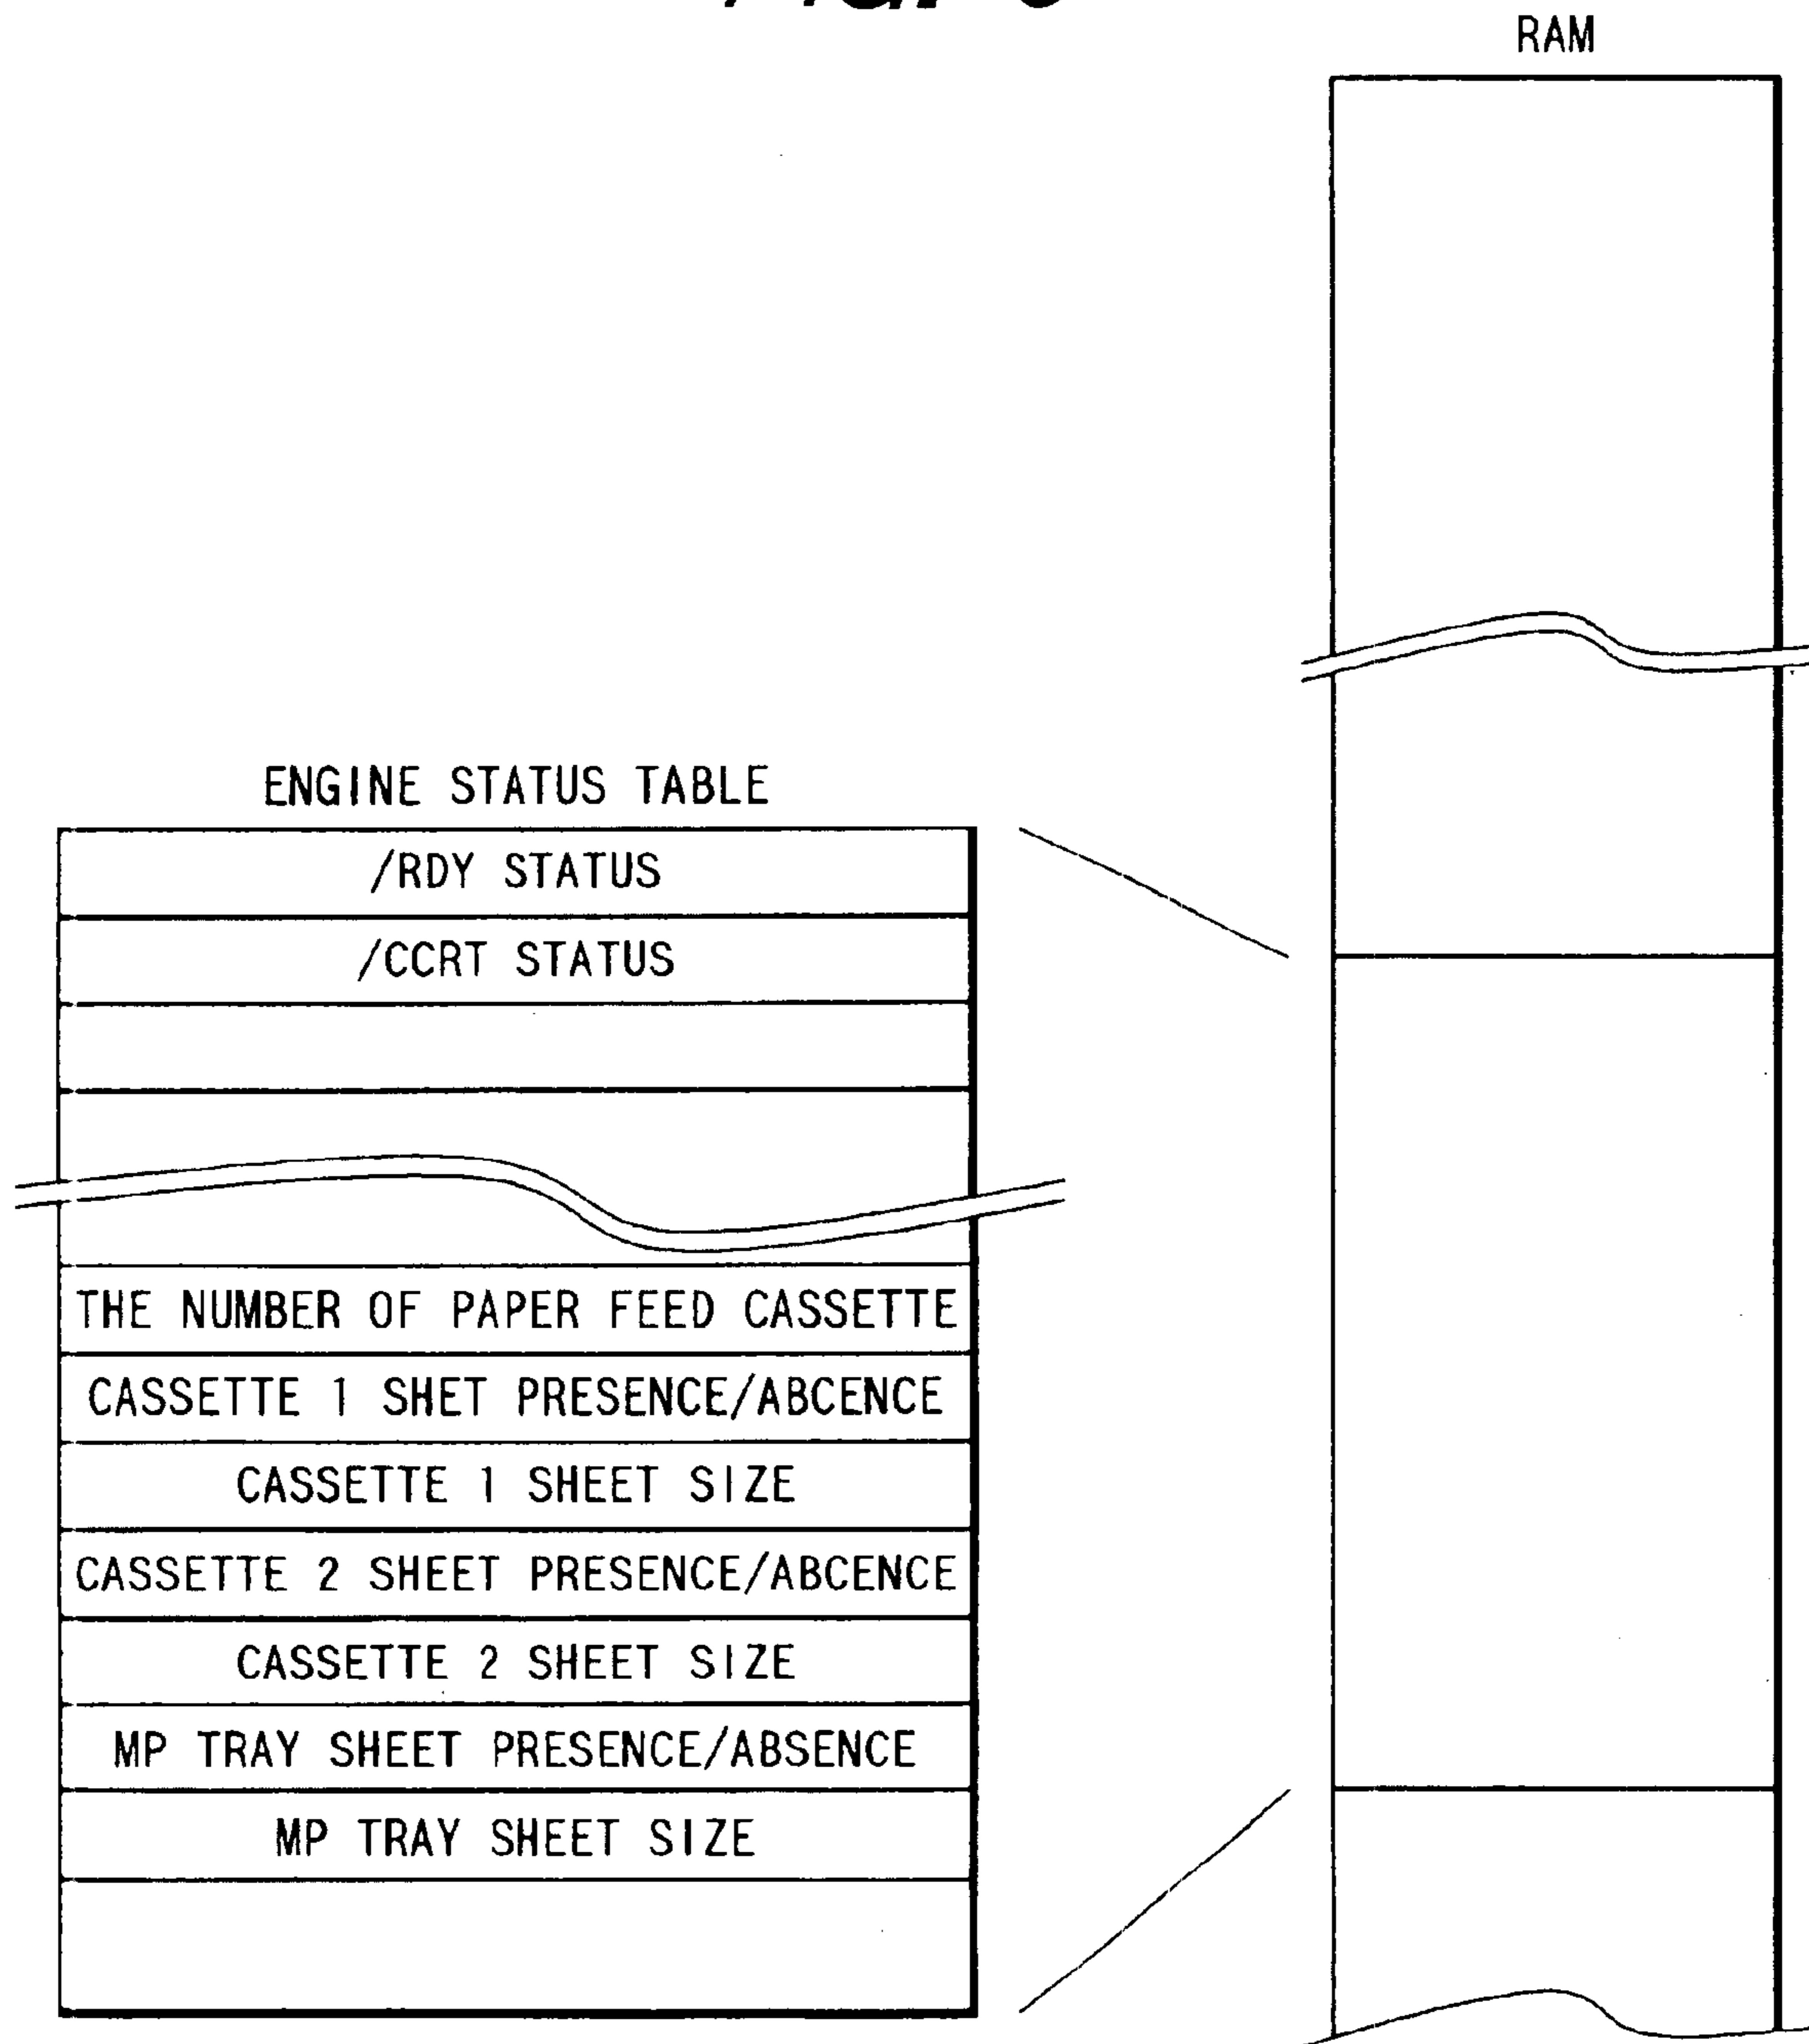 RAM
ENGINE STATUS TABLE
/RDY STATUS
/CCRT STATUS
THE NUMBER OF PAPER FEED CASSETTE
CASSETTE 1 SHET PRESENCE/ABCENCE
CASSETTE 1 SHEET SIZE
CASSETTE 2 SHEET PRESENCE/ABCENCE
CASSETTE 2 SHEET SIZE
MP TRAY SHEET PRESENCE/ABSENCE
MP TRAY SHEET SIZE